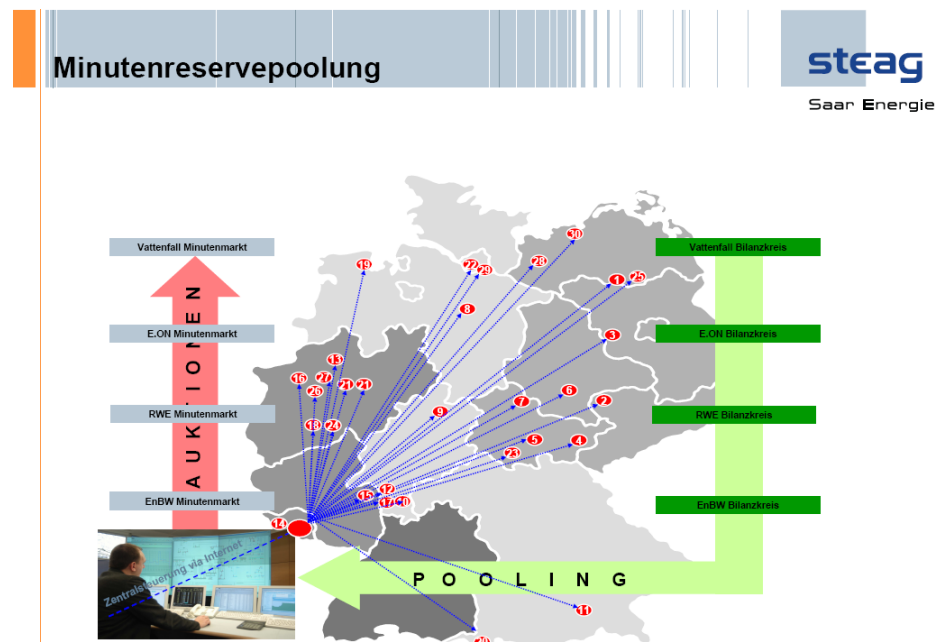 Minutenreservepoolung
steag
Saar Energie
Vattenfall Minutenmarkt
E.ON Minutenmarkt
RWE Minutenmarkt
EnBW Minutenmarkt
AUKTIONEN
Vattenfall Bilanzkreis
E.ON Bilanzkreis
RWE Bilanzkreis
EnBW Bilanzkreis
30
19
22
29
28
1
25
8
3
13
16
27
26
21
21
6
7
2
9
18
24
5
4
23
12
15
17
14
Zentralsteuerung via Internet
POOLING
11